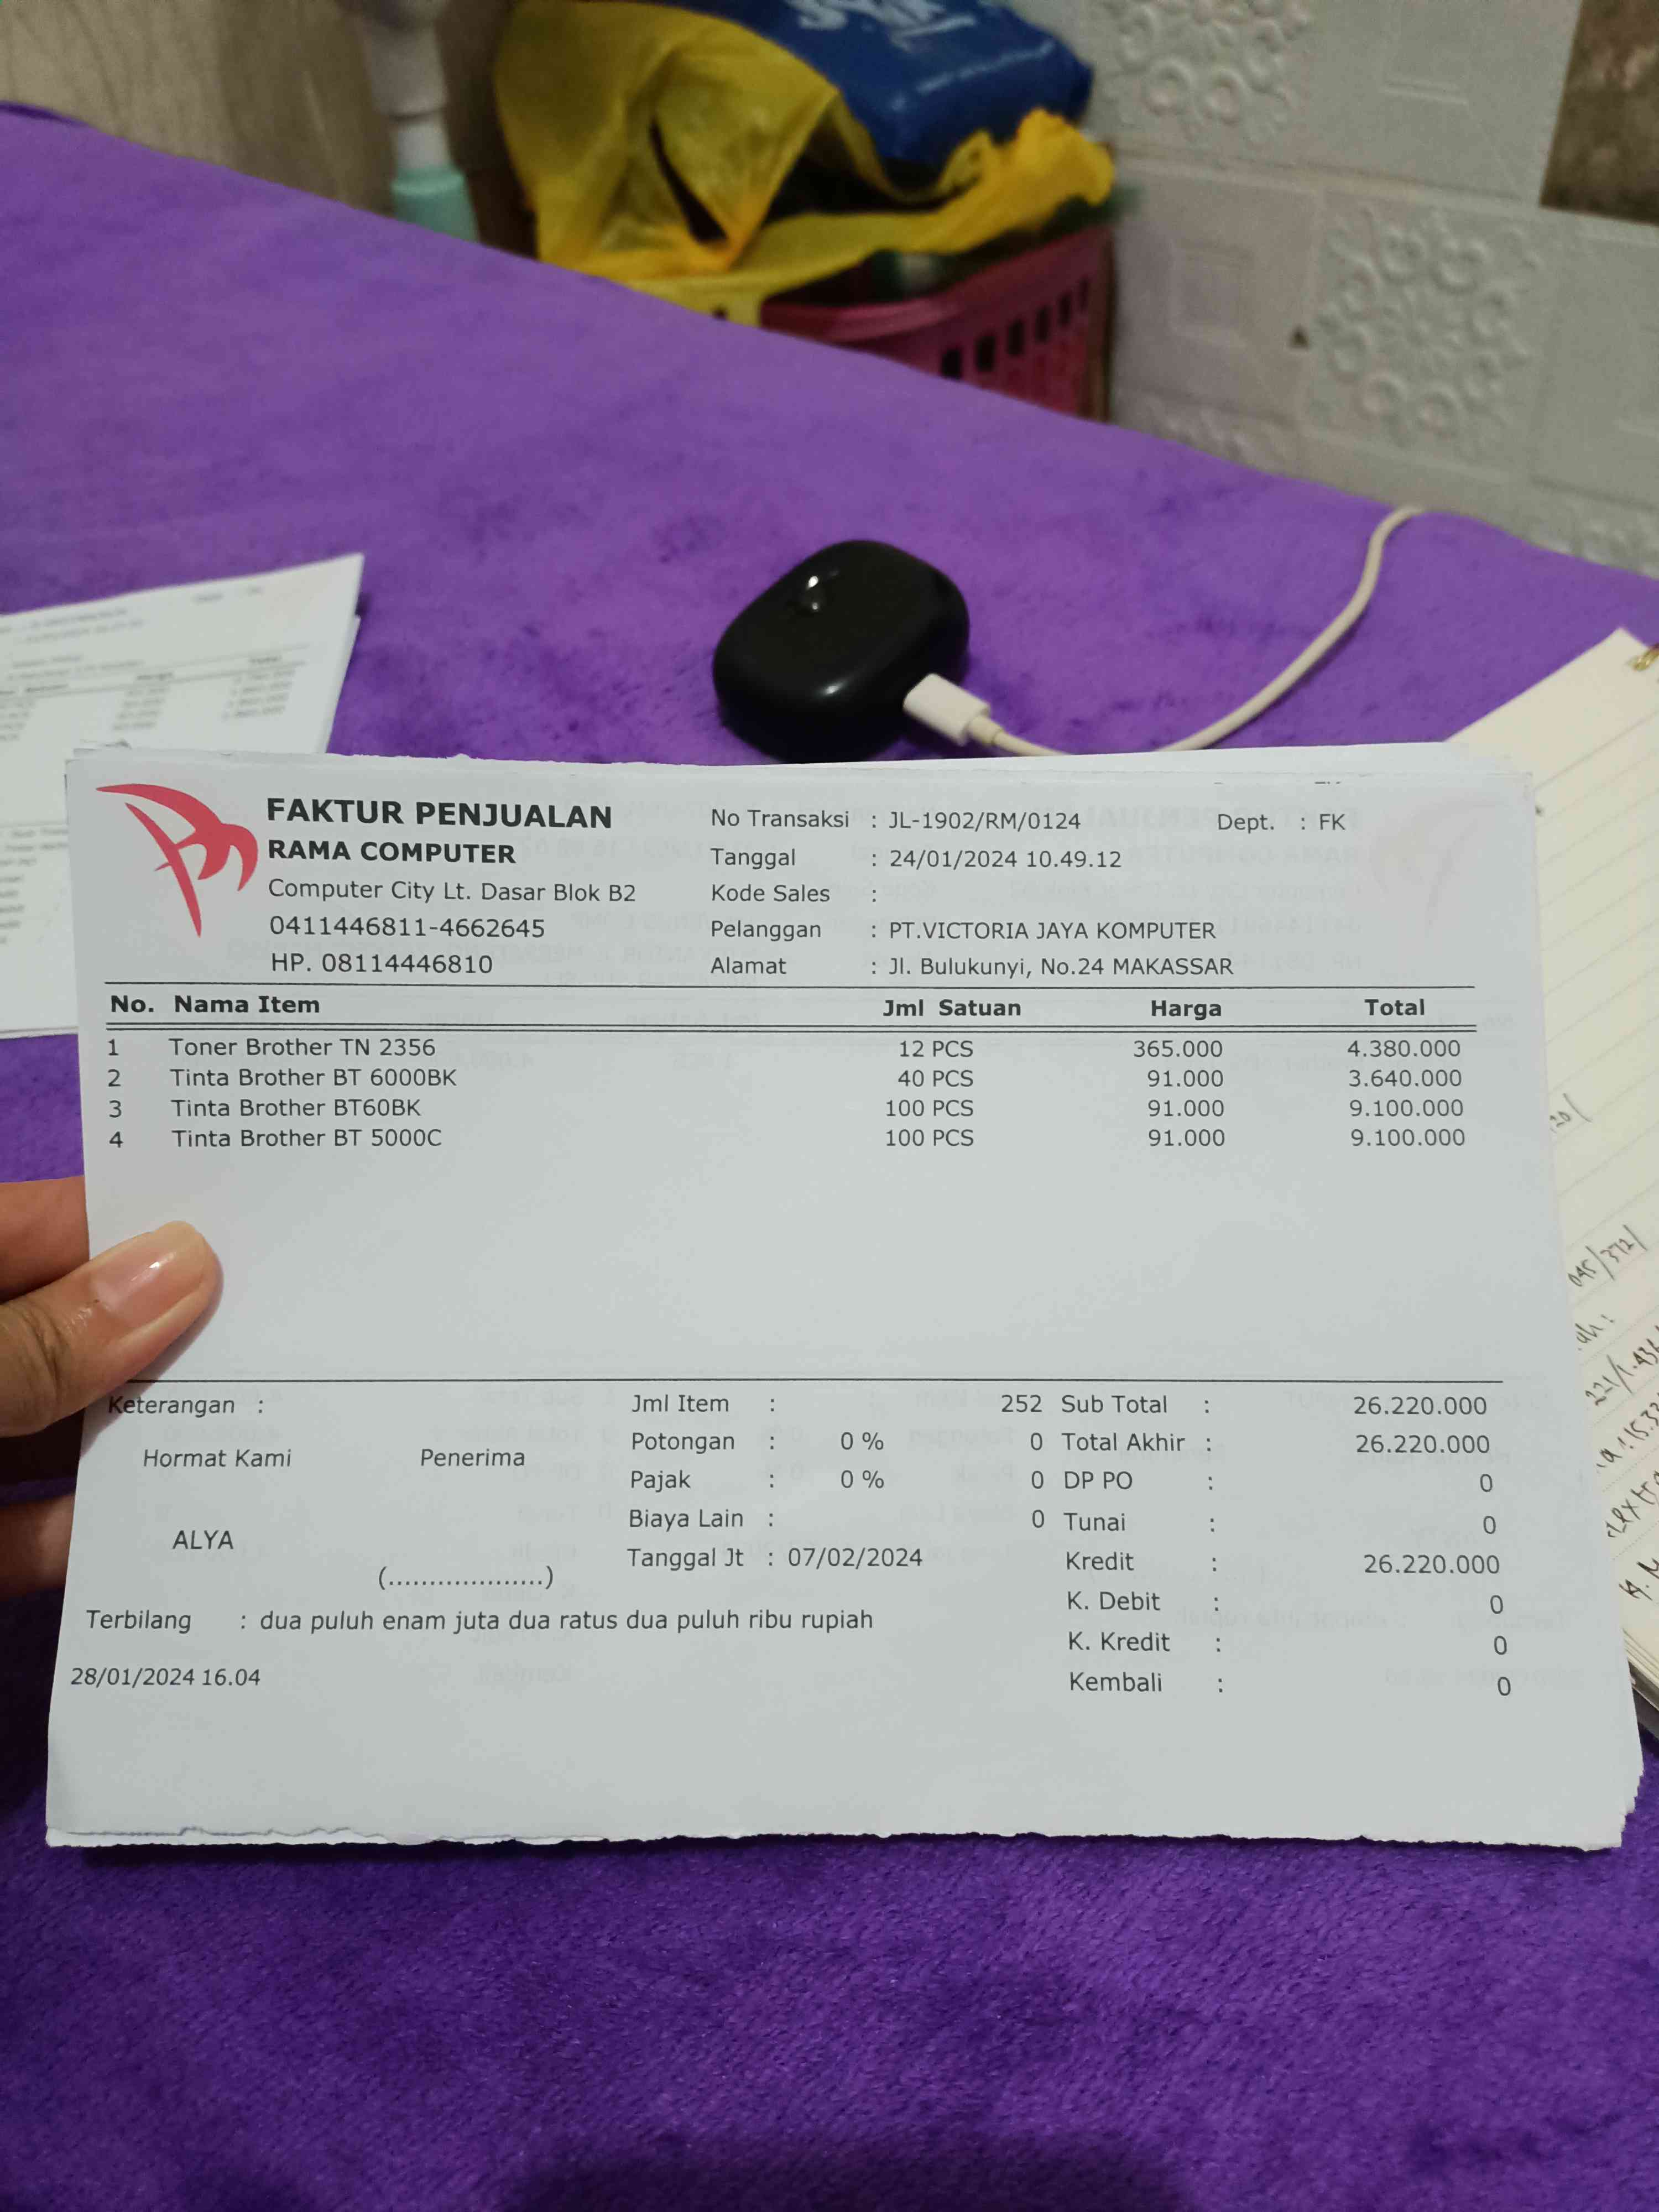 FAKTUR PENJUALAN
RAMA COMPUTER
Computer City Lt. Dasar Blok B2
0411446811-4662645
HP. 08114446810
No Transaksi : JL-1902/RM/0124 Dept. : FK
Tanggal : 24/01/2024 10.49.12
Kode Sales :
Pelanggan : PT.VICTORIA JAYA KOMPUTER
Alamat : Jl. Bulukunyi, No.24 MAKASSAR
No. Nama Item Jml Satuan Harga Total
1 Toner Brother TN 2356 12 PCS 365.000 4.380.000
2 Tinta Brother BT 6000BK 40 PCS 91.000 3.640.000
3 Tinta Brother BT60BK 100 PCS 91.000 9.100.000
4 Tinta Brother BT 5000C 100 PCS 91.000 9.100.000
Keterangan :
Hormat Kami Penerima
ALYA
(...................)
Jml Item : 252
Potongan : 0 % 0
Pajak : 0 % 0
Biaya Lain : 0
Tanggal Jt : 07/02/2024
Sub Total : 26.220.000
Total Akhir : 26.220.000
DP PO : 0
Tunai : 0
Kredit : 26.220.000
K. Debit : 0
K. Kredit : 0
Kembali : 0
Terbilang : dua puluh enam juta dua ratus dua puluh ribu rupiah
28/01/2024 16.04